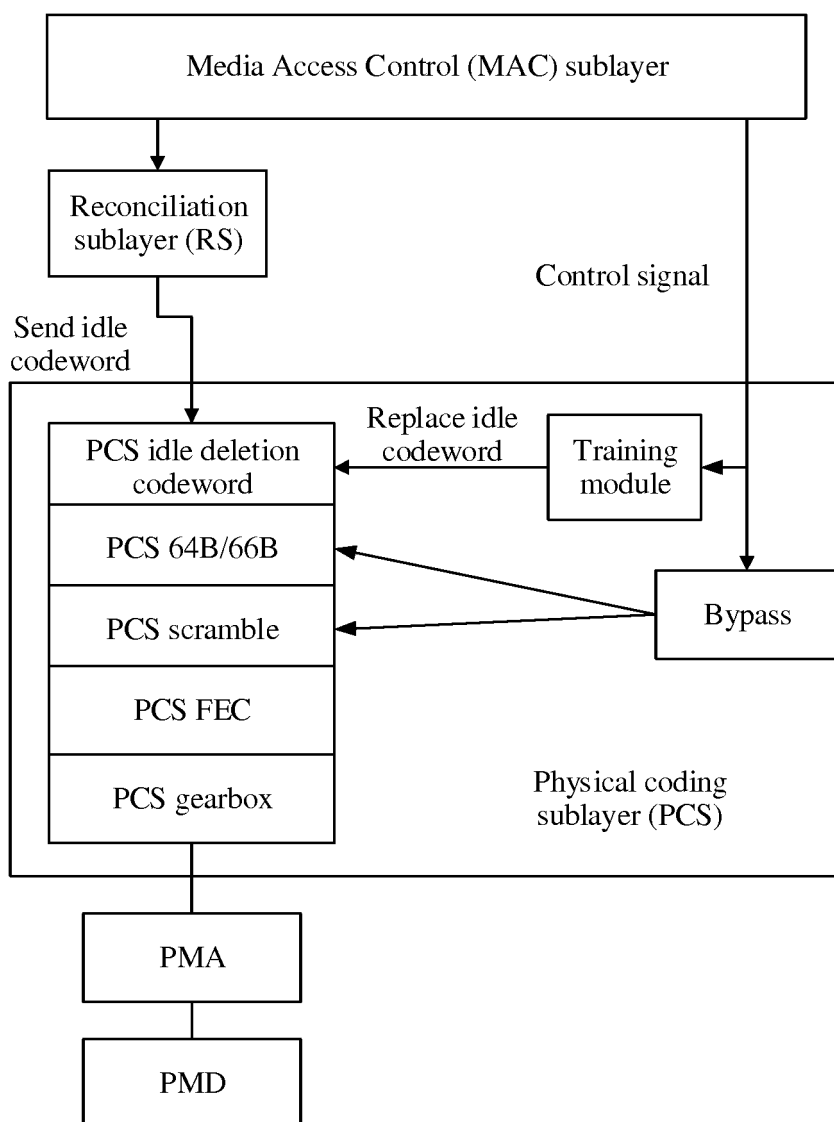 Media Access Control (MAC) sublayer
Reconciliation
sublayer (RS)
Control signal
Send idle
codeword
Replace idle
codeword
Training
module
PCS idle deletion
codeword
PCS 64B/66B
PCS scramble
Bypass
PCS FEC
PCS gearbox
Physical coding
sublayer (PCS)
PMA
PMD